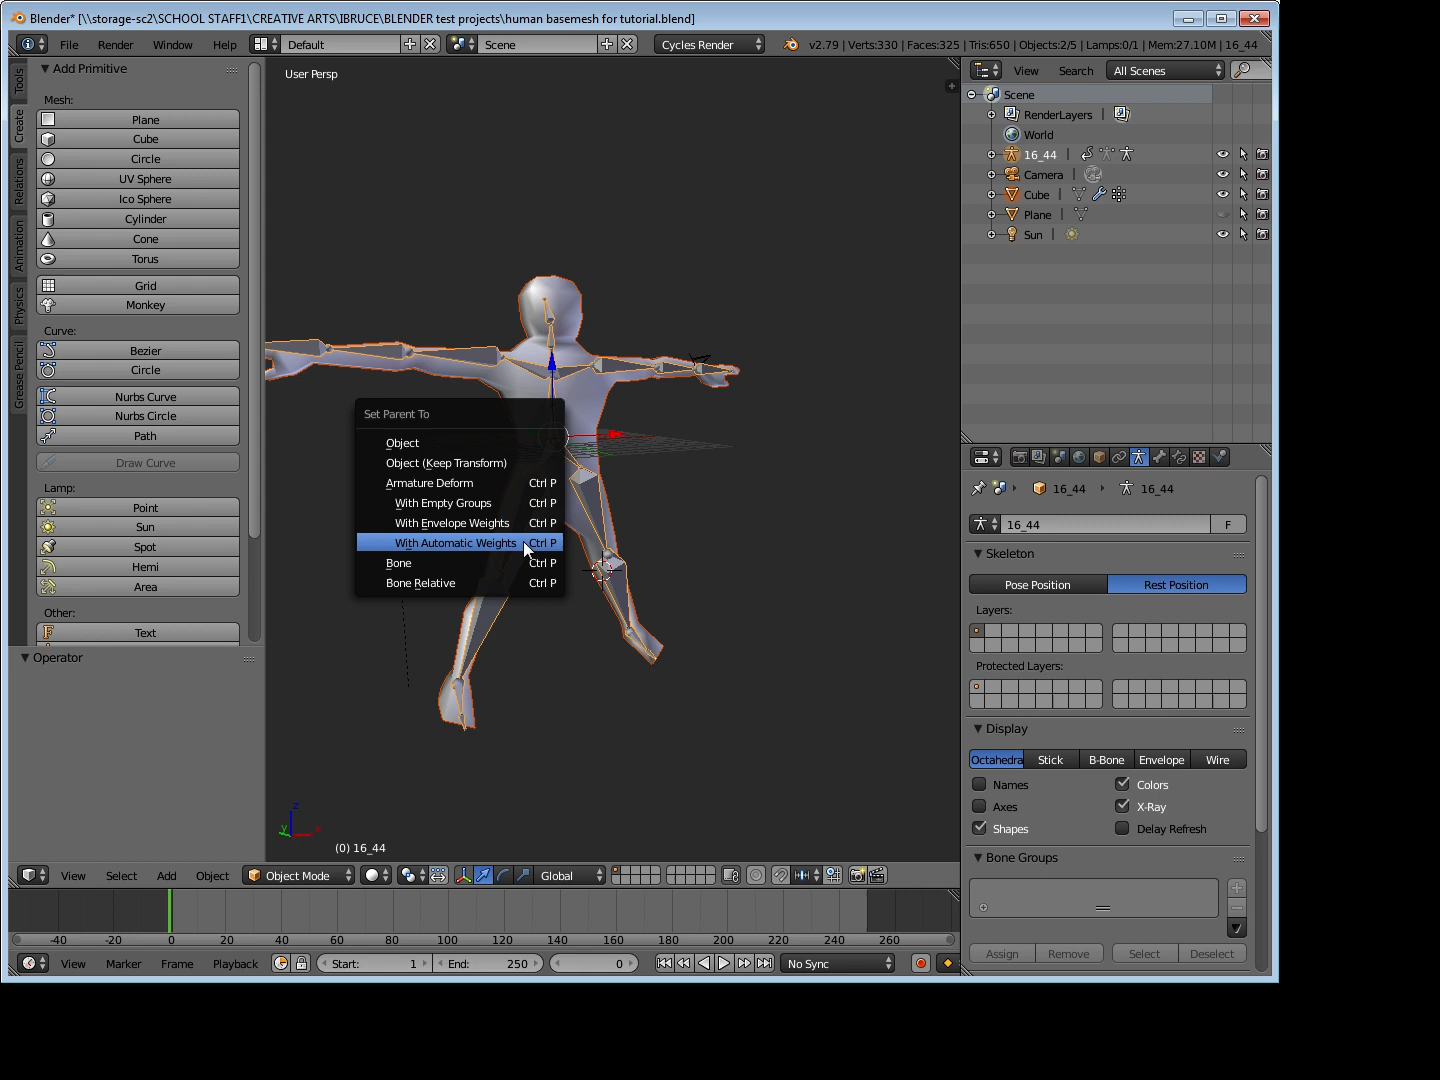 Blender* [\\storage-sc2\SCHOOL STAFF1\CREATIVE ARTS\IBRUCE\BLENDER test projects\human basemesh for tutorial.blend]
File Render Window Help Default Scene Cycles Render v2.79 | Verts:330 | Faces:325 | Tris:650 | Objects:2/5 | Lamps:0/1 | Mem:27.10M | 16_44
Tools
Create
Relations
Animation
Physics
Grease Pencil
Add Primitive
Mesh:
Plane
Cube
Circle
UV Sphere
Ico Sphere
Cylinder
Cone
Torus
Grid
Monkey
Curve:
Bezier
Circle
Nurbs Curve
Nurbs Circle
Path
Draw Curve
Lamp:
Point
Sun
Spot
Hemi
Area
Other:
Text
Operator
User Persp
Set Parent To
Object
Object (Keep Transform)
Armature Deform Ctrl P
With Empty Groups Ctrl P
With Envelope Weights Ctrl P
With Automatic Weights Ctrl P
Bone Ctrl P
Bone Relative Ctrl P
z
y
x
(0) 16_44
View Select Add Object Object Mode Global
-40 -20 0 20 40 60 80 100 120 140 160 180 200 220 240 260
View Marker Frame Playback Start: 1 End: 250 0 No Sync
View Search All Scenes
Scene
RenderLayers |
World
16_44 |
Camera |
Cube |
Plane |
Sun |
16_44 16_44
16_44 F
Skeleton
Pose Position Rest Position
Layers:
Protected Layers:
Display
Octahedra Stick B-Bone Envelope Wire
Names Colors
Axes X-Ray
Shapes Delay Refresh
Bone Groups
Assign Remove Select Deselect